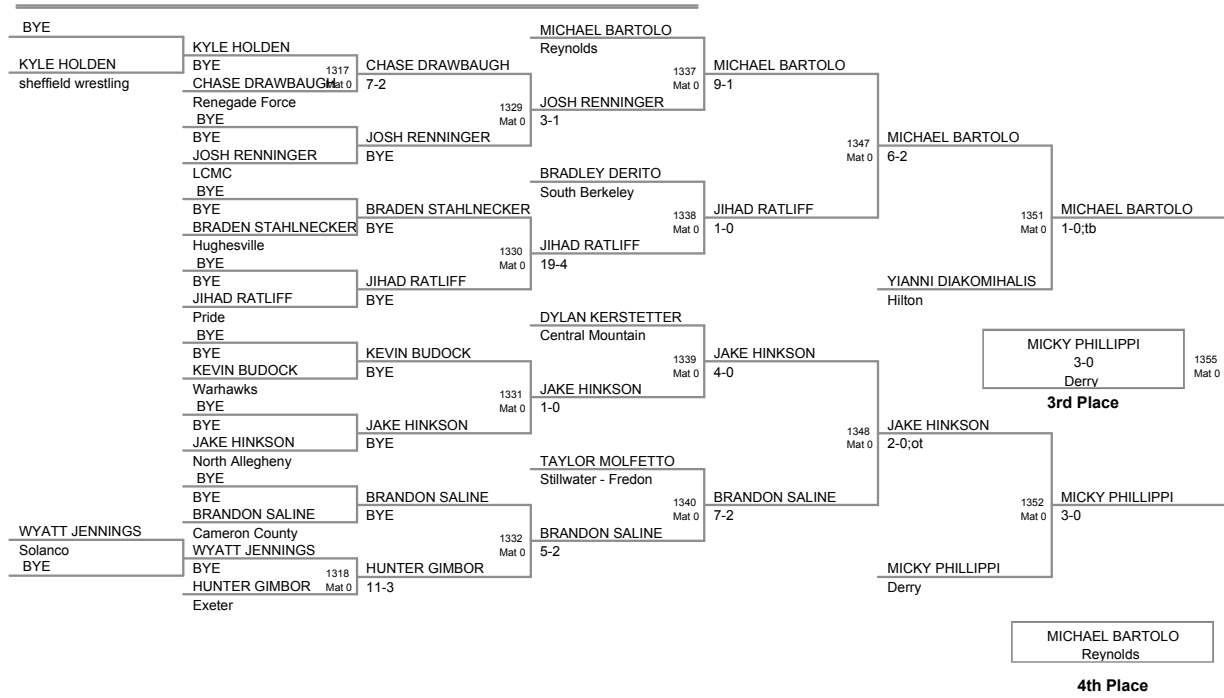 BYE
KYLE HOLDEN
sheffield wrestling
WYATT JENNINGS
Solanco
BYE
KYLE HOLDEN
BYE
1317
Mat 0
CHASE DRAWBAUGH
Renegade Force
BYE
BYE
JOSH RENNINGER
LCMC
BYE
BYE
BRADEN STAHLNECKER
Hughesville
BYE
BYE
JIHAD RATLIFF
Pride
BYE
BYE
KEVIN BUDOCK
Warhawks
BYE
BYE
JAKE HINKSON
North Allegheny
BYE
BYE
BRANDON SALINE
Cameron County
WYATT JENNINGS
BYE
1318
Mat 0
HUNTER GIMBOR
Exeter
CHASE DRAWBAUGH
7-2
1329
Mat 0
JOSH RENNINGER
BYE
BRADEN STAHLNECKER
BYE
1330
Mat 0
JIHAD RATLIFF
BYE
KEVIN BUDOCK
BYE
1331
Mat 0
JAKE HINKSON
BYE
BRANDON SALINE
BYE
1332
Mat 0
HUNTER GIMBOR
11-3
MICHAEL BARTOLO
Reynolds
1337
Mat 0
JOSH RENNINGER
3-1
BRADLEY DERITO
South Berkeley
1338
Mat 0
JIHAD RATLIFF
19-4
DYLAN KERSTETTER
Central Mountain
1339
Mat 0
JAKE HINKSON
1-0
TAYLOR MOLFETTO
Stillwater - Fredon
1340
Mat 0
BRANDON SALINE
5-2
MICHAEL BARTOLO
9-1
1347
Mat 0
JIHAD RATLIFF
1-0
JAKE HINKSON
4-0
1348
Mat 0
BRANDON SALINE
7-2
MICHAEL BARTOLO
6-2
1351
Mat 0
YIANNI DIAKOMIHALIS
Hilton
JAKE HINKSON
2-0;ot
1352
Mat 0
MICKY PHILLIPPI
Derry
MICHAEL BARTOLO
1-0;tb
MICKY PHILLIPPI
3-0
Derry
1355
Mat 0
3rd Place
MICKY PHILLIPPI
3-0
MICHAEL BARTOLO
Reynolds
4th Place